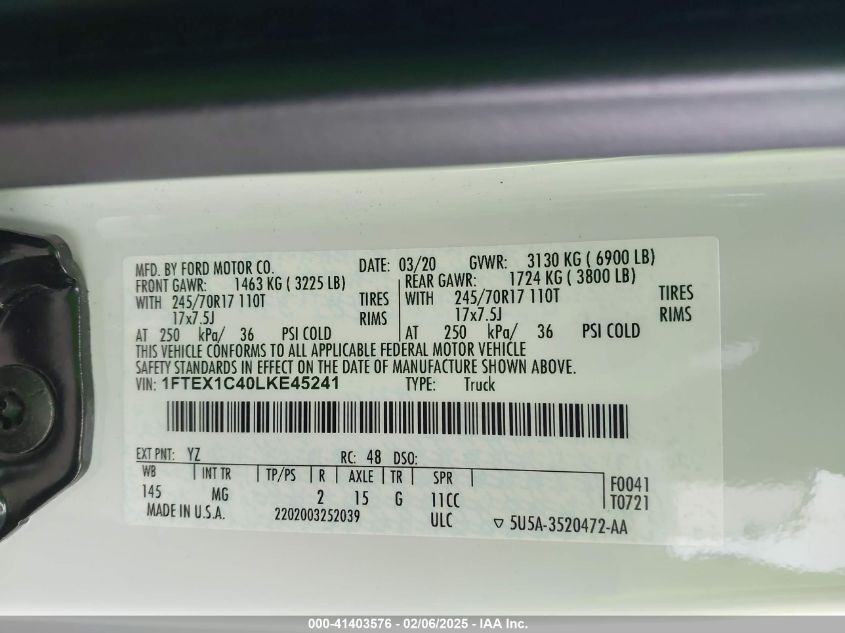 MFD. BY FORD MOTOR CO. DATE: 03/20 GVWR: 3130 KG ( 6900 LB)
FRONT GAWR: 1463 KG ( 3225 LB) REAR GAWR: 1724 KG ( 3800 LB)
WITH 245/70R17 110T TIRES WITH 245/70R17 110T TIRES
17x7.5J RIMS 17x7.5J RIMS
AT 250 kPa/ 36 PSI COLD AT 250 kPa/ 36 PSI COLD
THIS VEHICLE CONFORMS TO ALL APPLICABLE FEDERAL MOTOR VEHICLE
SAFETY STANDARDS IN EFFECT ON THE DATE OF MANUFACTURE SHOWN ABOVE.
VIN: 1FTEX1C40LKE45241 TYPE: Truck
EXT PNT: YZ RC: 48 DSO:
WB INT TR TP/PS R AXLE TR SPR F0041
145 MG 2 15 G 11CC T0721
MADE IN U.S.A. 2202003252039 ULC ▽ 5U5A-3520472-AA
000-41403576 - 02/06/2025 - IAA Inc.